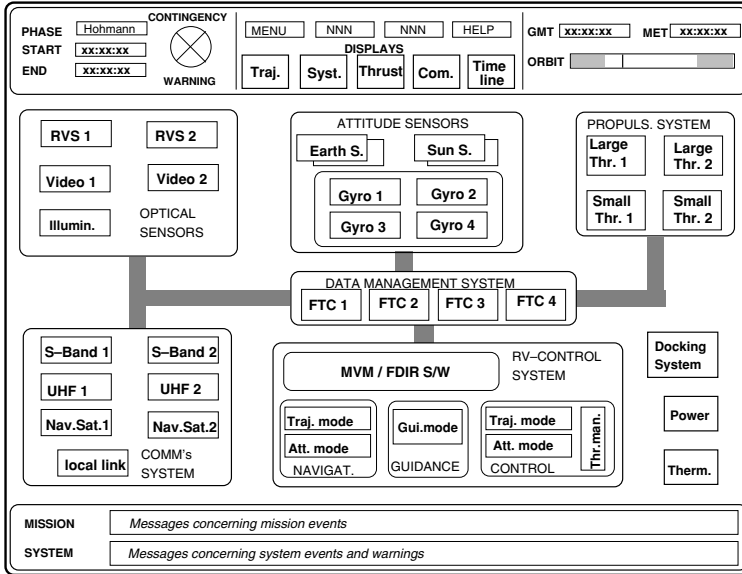 PHASE Hohmann
START xx:xx:xx
END xx:xx:xx
CONTINGENCY
WARNING
MENU NNN NNN HELP
DISPLAYS
Traj. Syst. Thrust Com. Time line
GMT xx:xx:xx MET xx:xx:xx
ORBIT
RVS 1 RVS 2
Video 1 Video 2
Illumin. OPTICAL
SENSORS
ATTITUDE SENSORS
Earth S. Sun S.
Gyro 1 Gyro 2
Gyro 3 Gyro 4
PROPULS. SYSTEM
Large Thr. 1 Large Thr. 2
Small Thr. 1 Small Thr. 2
DATA MANAGEMENT SYSTEM
FTC 1 FTC 2 FTC 3 FTC 4
S–Band 1 S–Band 2
UHF 1 UHF 2
Nav.Sat.1 Nav.Sat.2
local link COMM's
SYSTEM
MVM / FDIR S/W
RV–CONTROL
SYSTEM
Traj. mode
Att. mode
NAVIGAT.
Gui.mode
GUIDANCE
Traj. mode
Att. mode
CONTROL
Thr.man.
Docking
System
Power
Therm.
MISSION Messages concerning mission events
SYSTEM Messages concerning system events and warnings